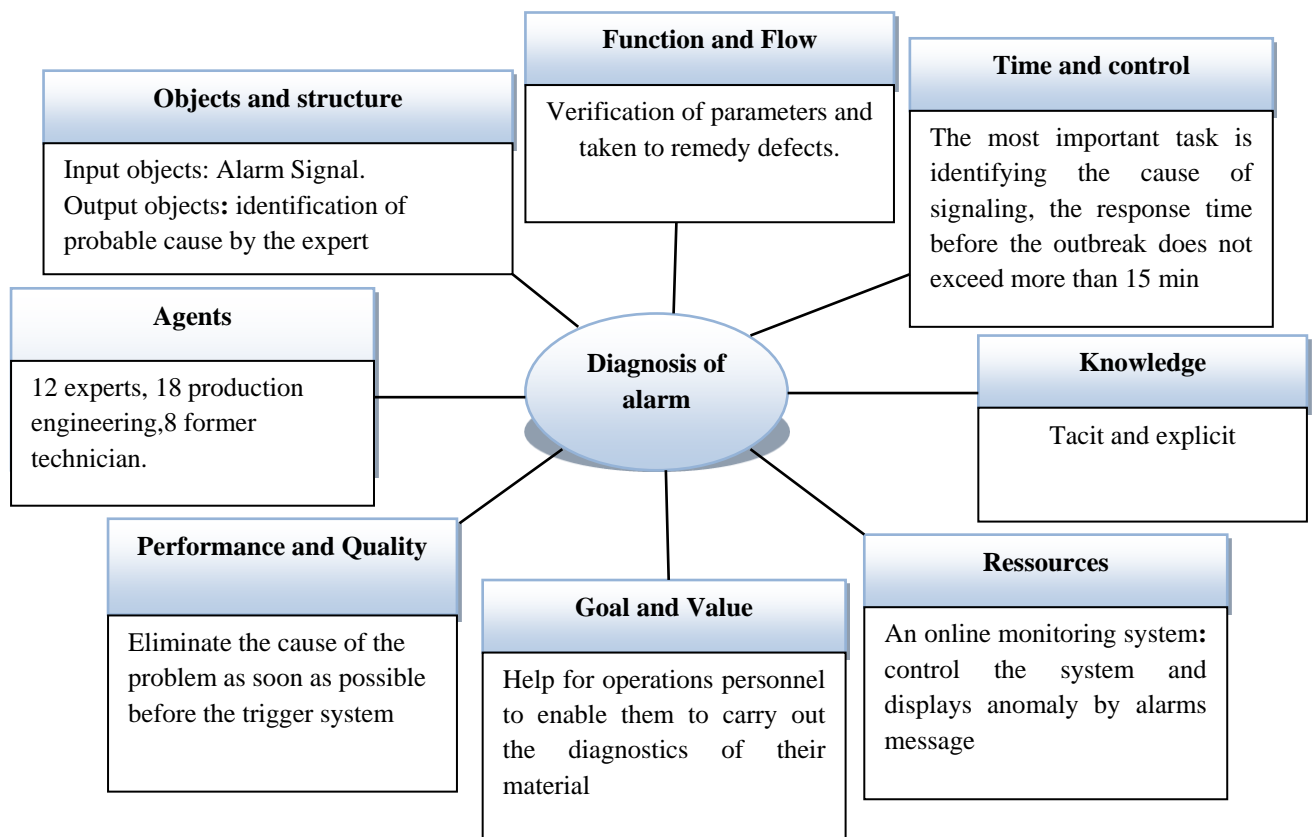 Function and Flow
Verification of parameters and
taken to remedy defects.
Time and control
The most important task is
identifying the cause of
signaling, the response time
before the outbreak does not
exceed more than 15 min
Objects and structure
Input objects: Alarm Signal.
Output objects: identification of
probable cause by the expert
Agents
12 experts, 18 production
engineering,8 former
technician.
Diagnosis of
alarm
Knowledge
Tacit and explicit
Performance and Quality
Eliminate the cause of the
problem as soon as possible
before the trigger system
Goal and Value
Help for operations personnel
to enable them to carry out
the diagnostics of their
material
Ressources
An online monitoring system:
control the system and
displays anomaly by alarms
message